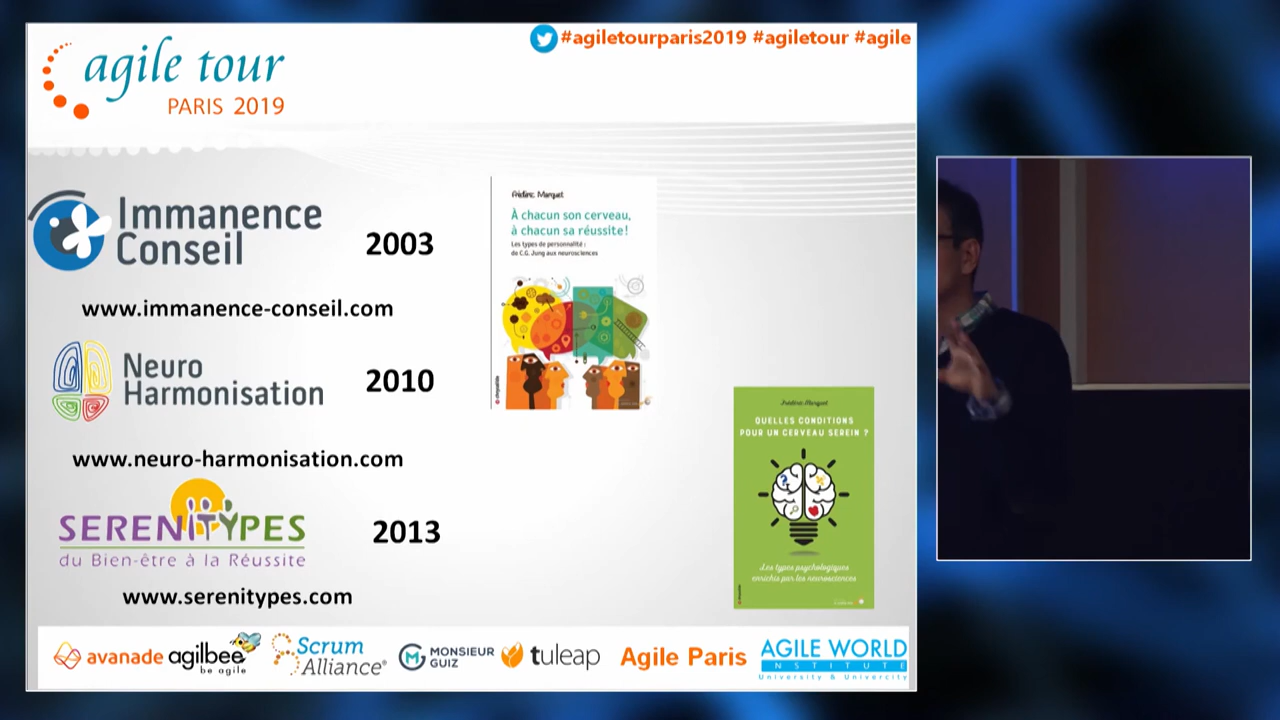 #agiletourparis2019 #agiletour #agile
agile tour
PARIS 2019
Immanence
Conseil
2003
www.immanence-conseil.com
Neuro
Harmonisation
2010
www.neuro-harmonisation.com
SERENITYPES
du Bien-être à la Réussite
2013
www.serenitypes.com
Frédéric Marquet
À chacun son cerveau,
à chacun sa réussite !
Les types de personnalité :
de C.G. Jung aux neurosciences
Frédéric Marquet
QUELLES CONDITIONS
POUR UN CERVEAU SEREIN ?
Les types psychologiques
enrichis par les neurosciences
avanade
agilbee
be agile
Scrum
Alliance®
MONSIEUR
GUIZ
tuleap
Agile Paris
AGILE WORLD
INSTITUTE
University & Univercity